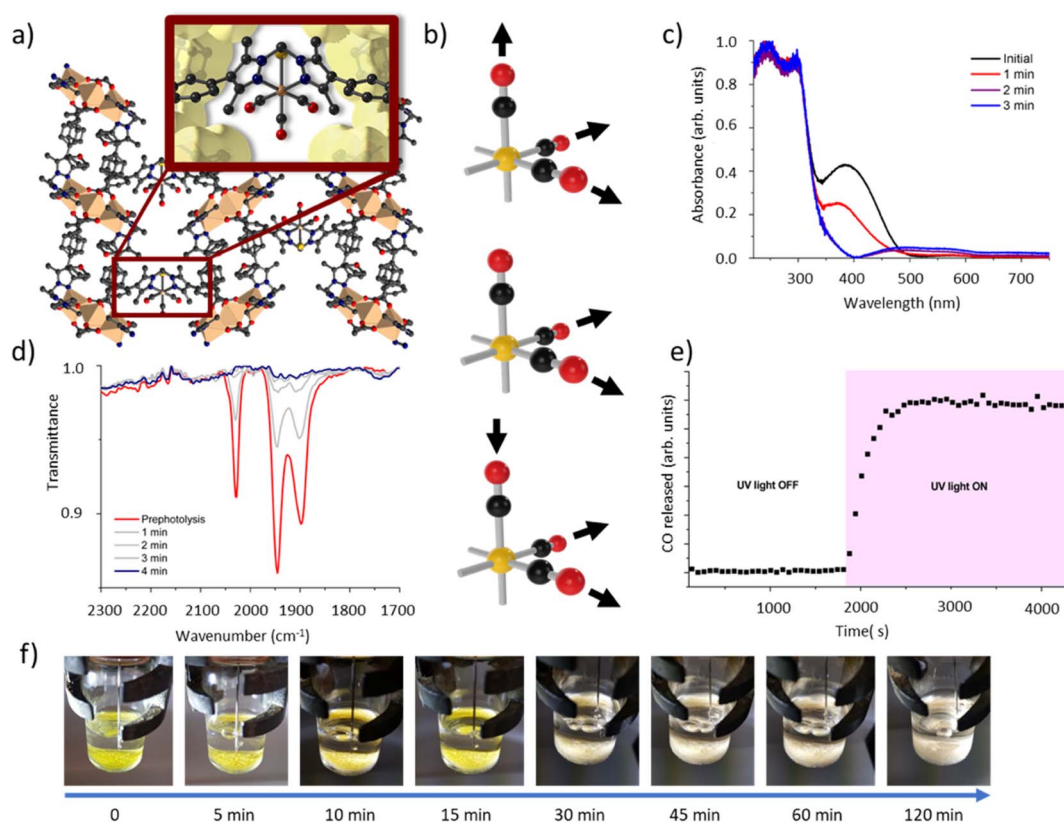 a)
b)
c)
1.0
0.8
0.6
0.4
0.2
0.0
Absorbance (arb. units)
300
400
500
600
700
Wavelength (nm)
Initial
1 min
2 min
3 min
d)
1.0
0.9
Transmittance
Prephotolysis
1 min
2 min
3 min
4 min
2300
2200
2100
2000
1900
1800
1700
Wavenumber (cm⁻¹)
e)
CO released (arb. units)
UV light OFF
UV light ON
1000
2000
3000
4000
Time( s)
f)
0
5 min
10 min
15 min
30 min
45 min
60 min
120 min